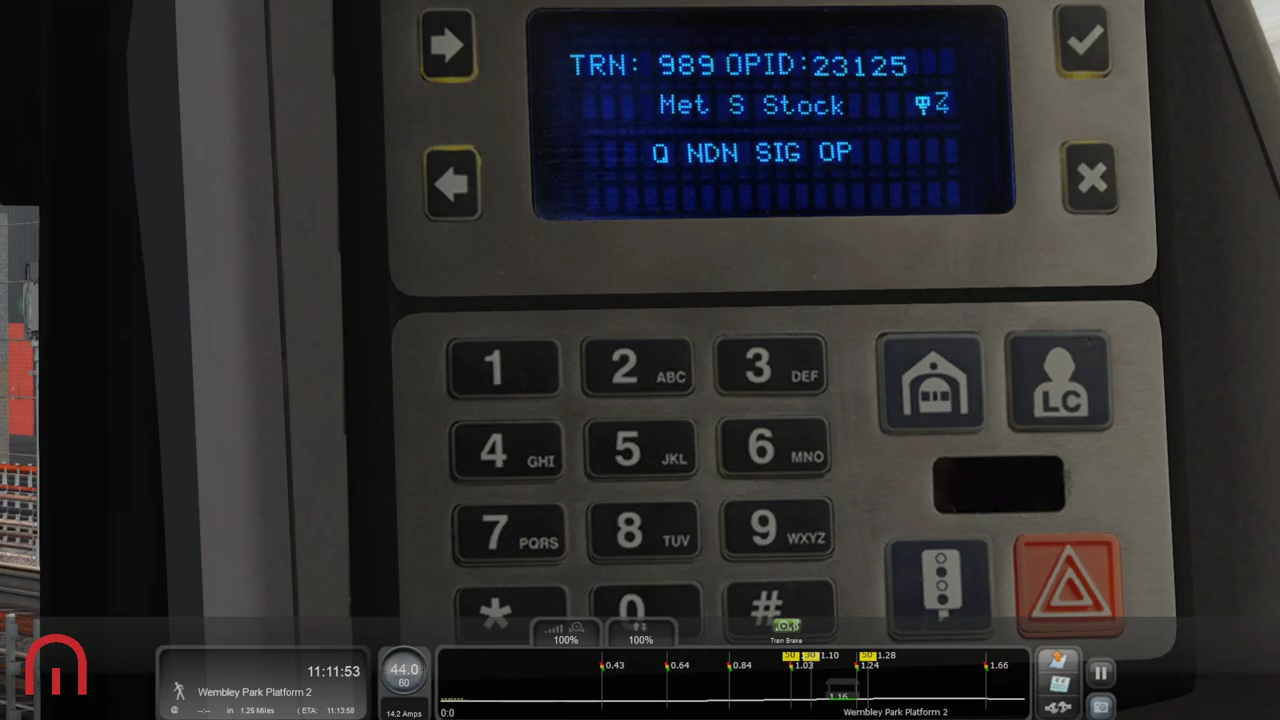 TRN: 989 OPID:23125
Met S Stock
Q NDN SIG OP
1
2 ABC
3 DEF
4 GHI
5 JKL
6 MNO
7 PQRS
8 TUV
9 WXYZ
*
0
#
LC
100%
100%
Train Brake
11:11:53
Wembley Park Platform 2
--:-- in 1.25 Miles ( ETA: 11:13:58
44.0
60
14.2 Amps
0.43
0.64
0.84
1.03
1.10
1.24
1.28
1.66
1.16
0:0
Wembley Park Platform 2